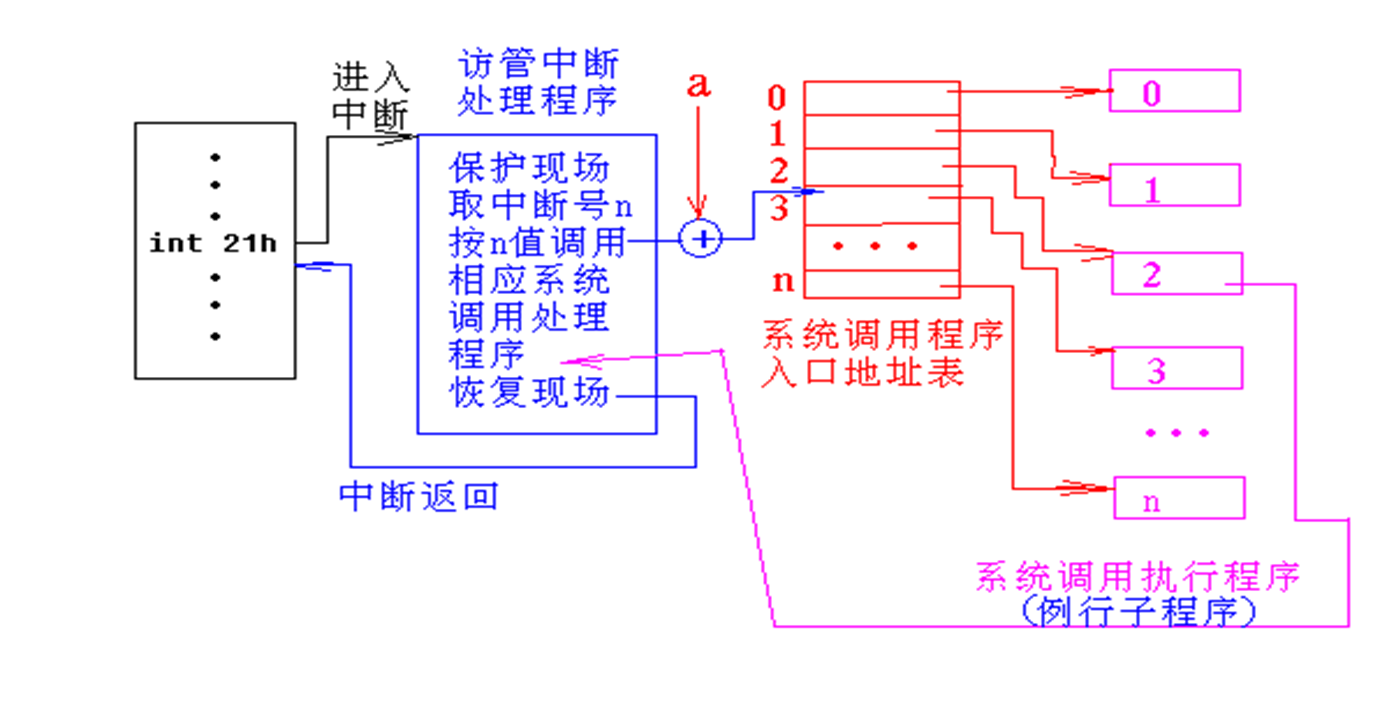 进入
中断
访管中断
处理程序
a
int 21h
保护现场
取中断号n
按n值调用
相应系统
调用处理
程序
恢复现场
+
中断返回
0
1
2
3
n
系统调用程序
入口地址表
0
1
2
3
n
系统调用执行程序
(例行子程序)